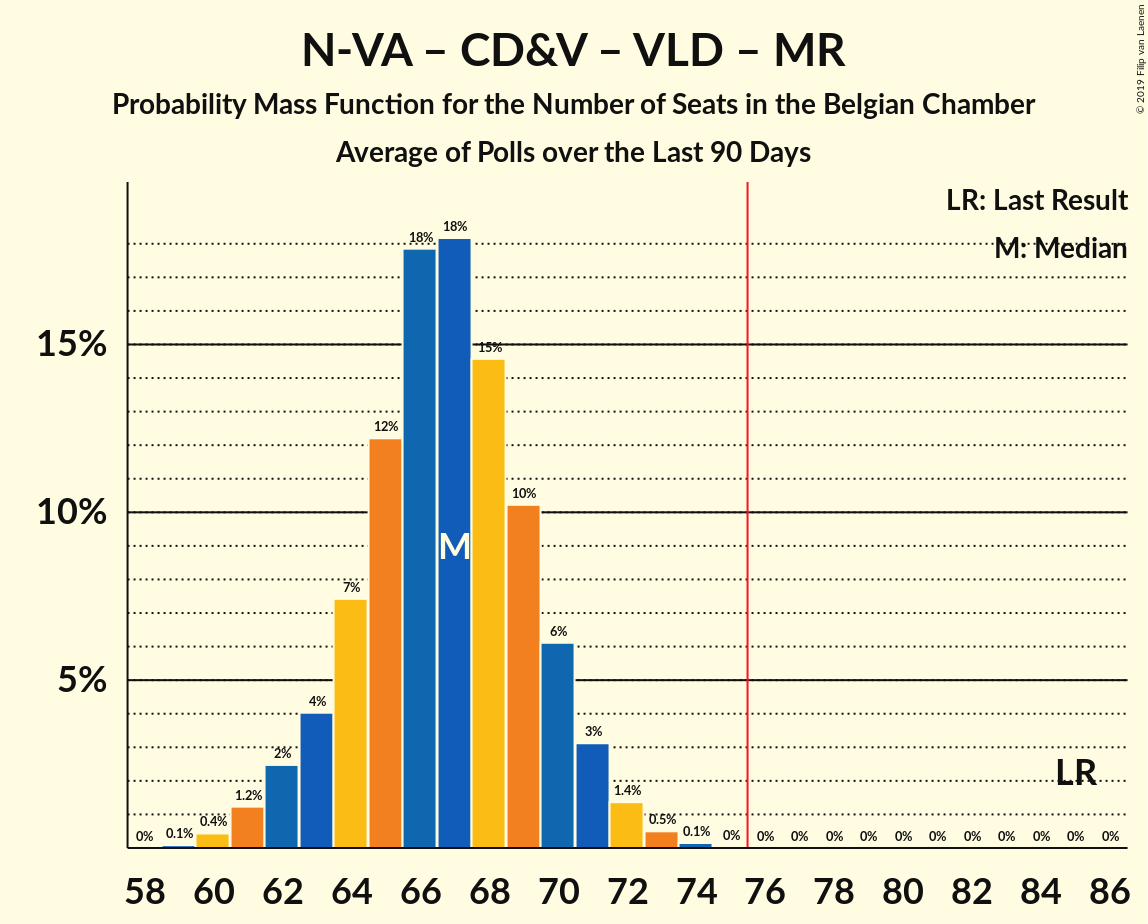 N-VA – CD&V – VLD – MR
Probability Mass Function for the Number of Seats in the Belgian Chamber
Average of Polls over the Last 90 Days
© 2019 Filip van Laenen
LR: Last Result
M: Median
18% 18%
15% 15%
12%
10%
10%
M
7%
6%
5%
4%
3%
2%
LR
1.2% 1.4%
0% 0.1% 0.4% 0.5% 0.1% 0% 0% 0% 0% 0% 0% 0% 0% 0% 0% 0% 0%
58 60 62 64 66 68 70 72 74 76 78 80 82 84 86